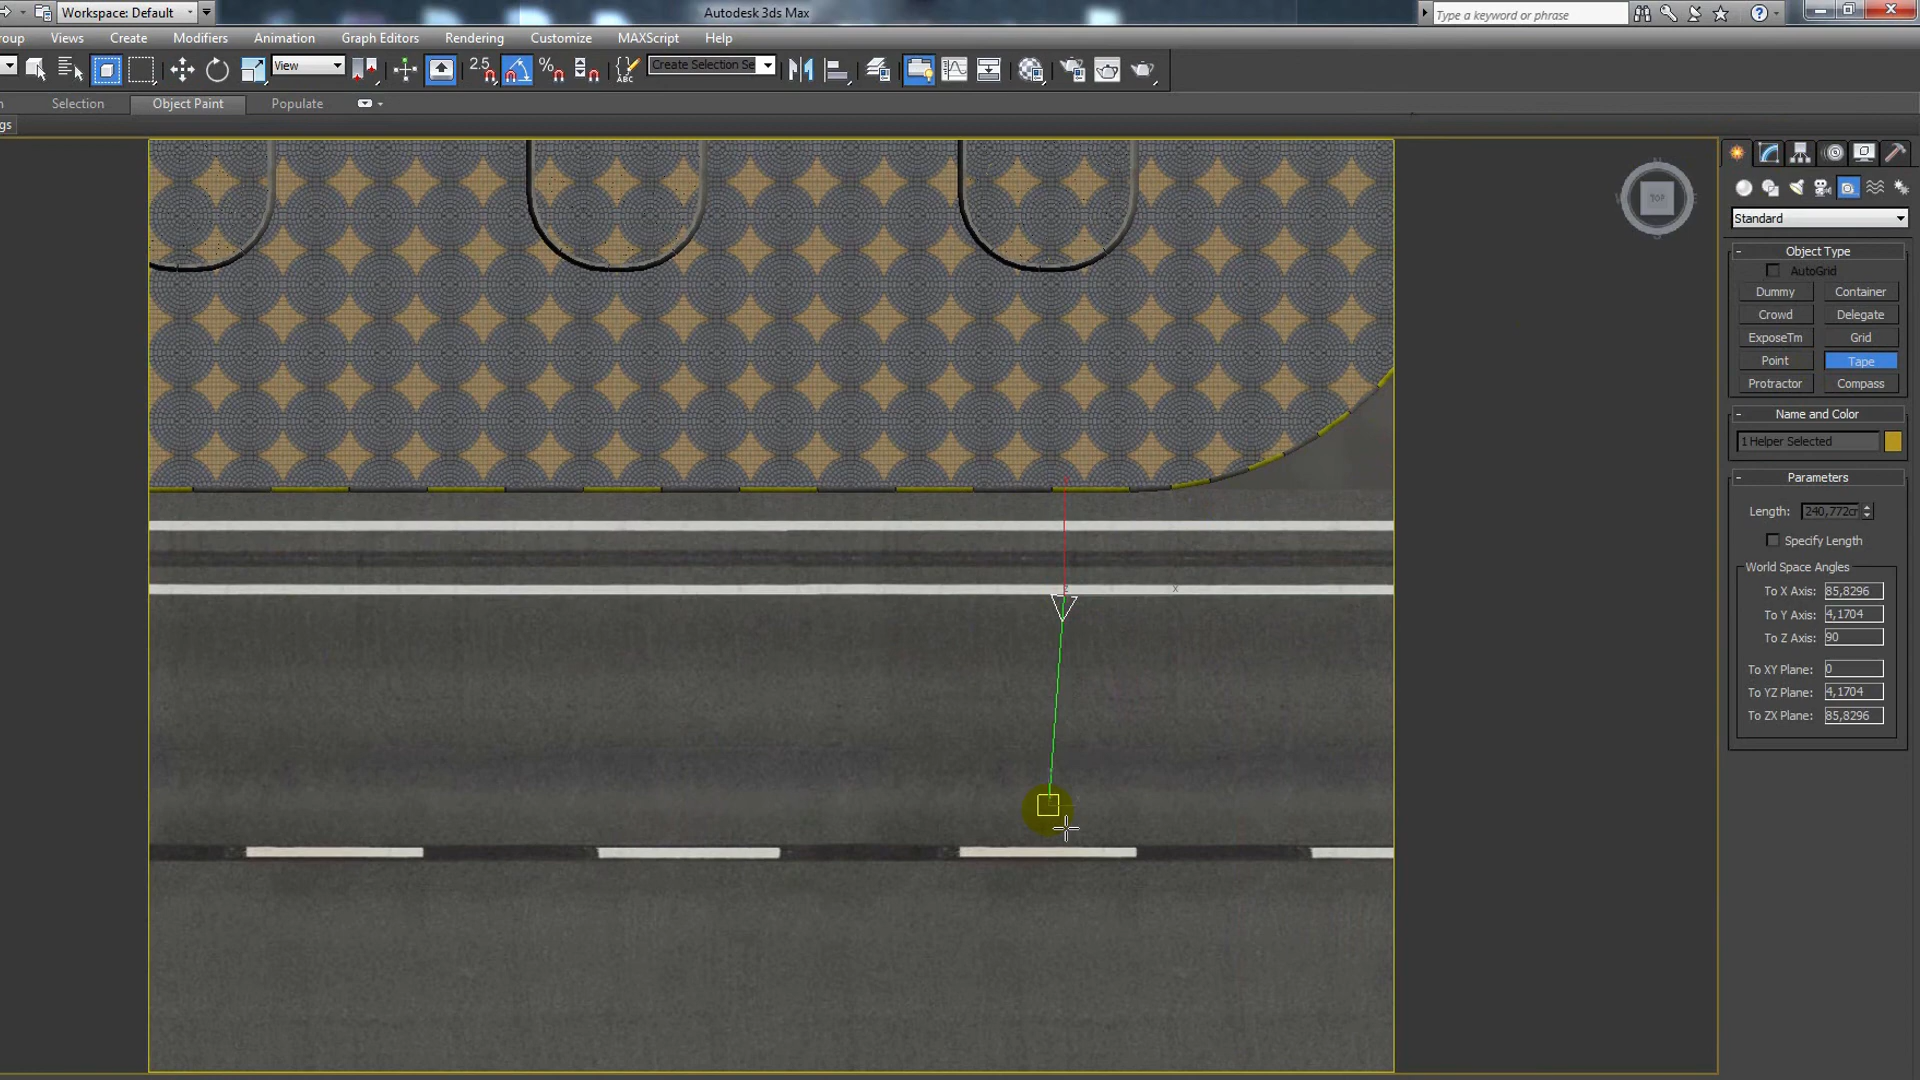 Workspace: Default
Autodesk 3ds Max
Type a keyword or phrase
Views Create Modifiers Animation Graph Editors Rendering Customize MAXScript Help
View
2.5
%
ABC
Create Selection Se
Selection Object Paint Populate
TOP
Standard
Object Type
AutoGrid
Dummy Container
Crowd Delegate
ExposeTm Grid
Point Tape
Protractor Compass
Name and Color
1 Helper Selected
Parameters
Length: 240,772cr
Specify Length
World Space Angles
To X Axis: 85,8296
To Y Axis: 4,1704
To Z Axis: 90
To XY Plane: 0
To YZ Plane: 4,1704
To ZX Plane: 85,8296
x